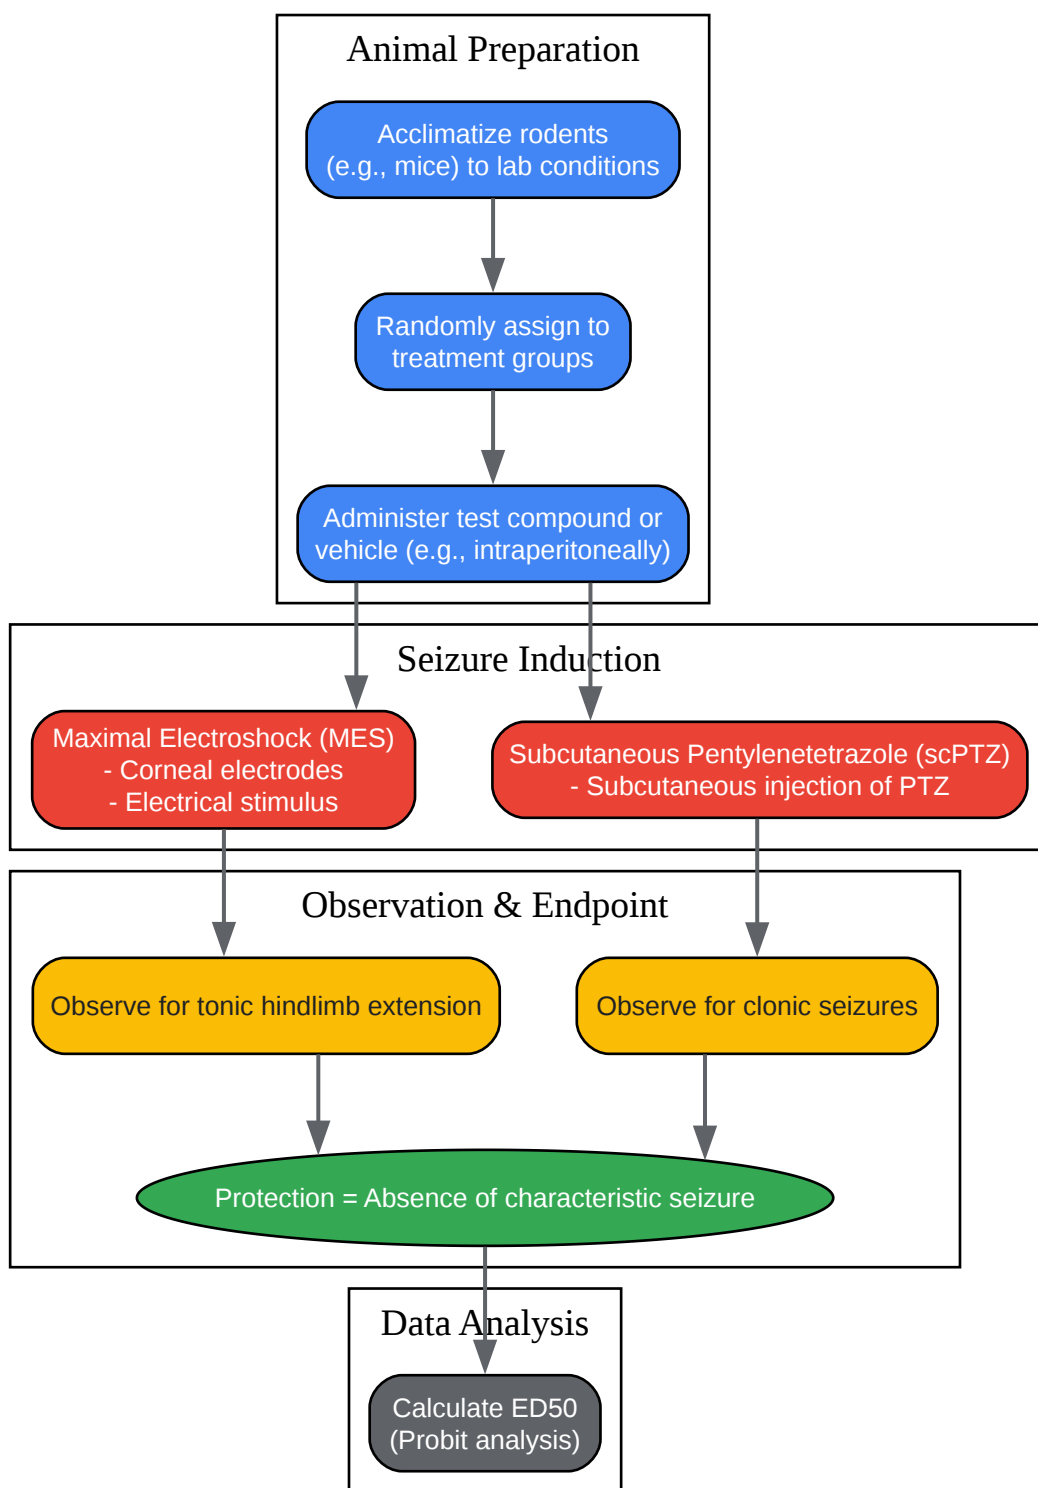 Animal Preparation
Acclimatize rodents
(e.g., mice) to lab conditions
Randomly assign to
treatment groups
Administer test compound or
vehicle (e.g., intraperitoneally)
Seizure Induction
Maximal Electroshock (MES)
- Corneal electrodes
- Electrical stimulus
Subcutaneous Pentylenetetrazole (scPTZ)
- Subcutaneous injection of PTZ
Observation & Endpoint
Observe for tonic hindlimb extension
Observe for clonic seizures
Protection = Absence of characteristic seizure
Data Analysis
Calculate ED50
(Probit analysis)